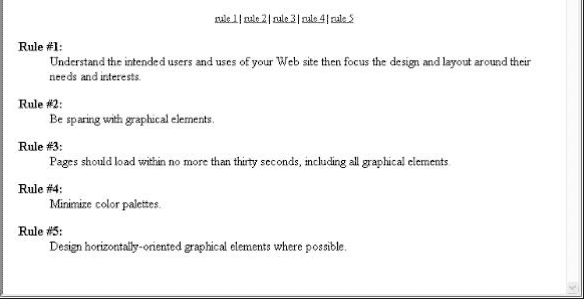 rule 1 | rule 2 | rule 3 | rule 4 | rule 5
Rule #1:
Understand the intended users and uses of your Web site then focus the design and layout around their
needs and interests.
Rule #2:
Be sparing with graphical elements.
Rule #3:
Pages should load within no more than thirty seconds, including all graphical elements.
Rule #4:
Minimize color palettes.
Rule #5:
Design horizontally-oriented graphical elements where possible.